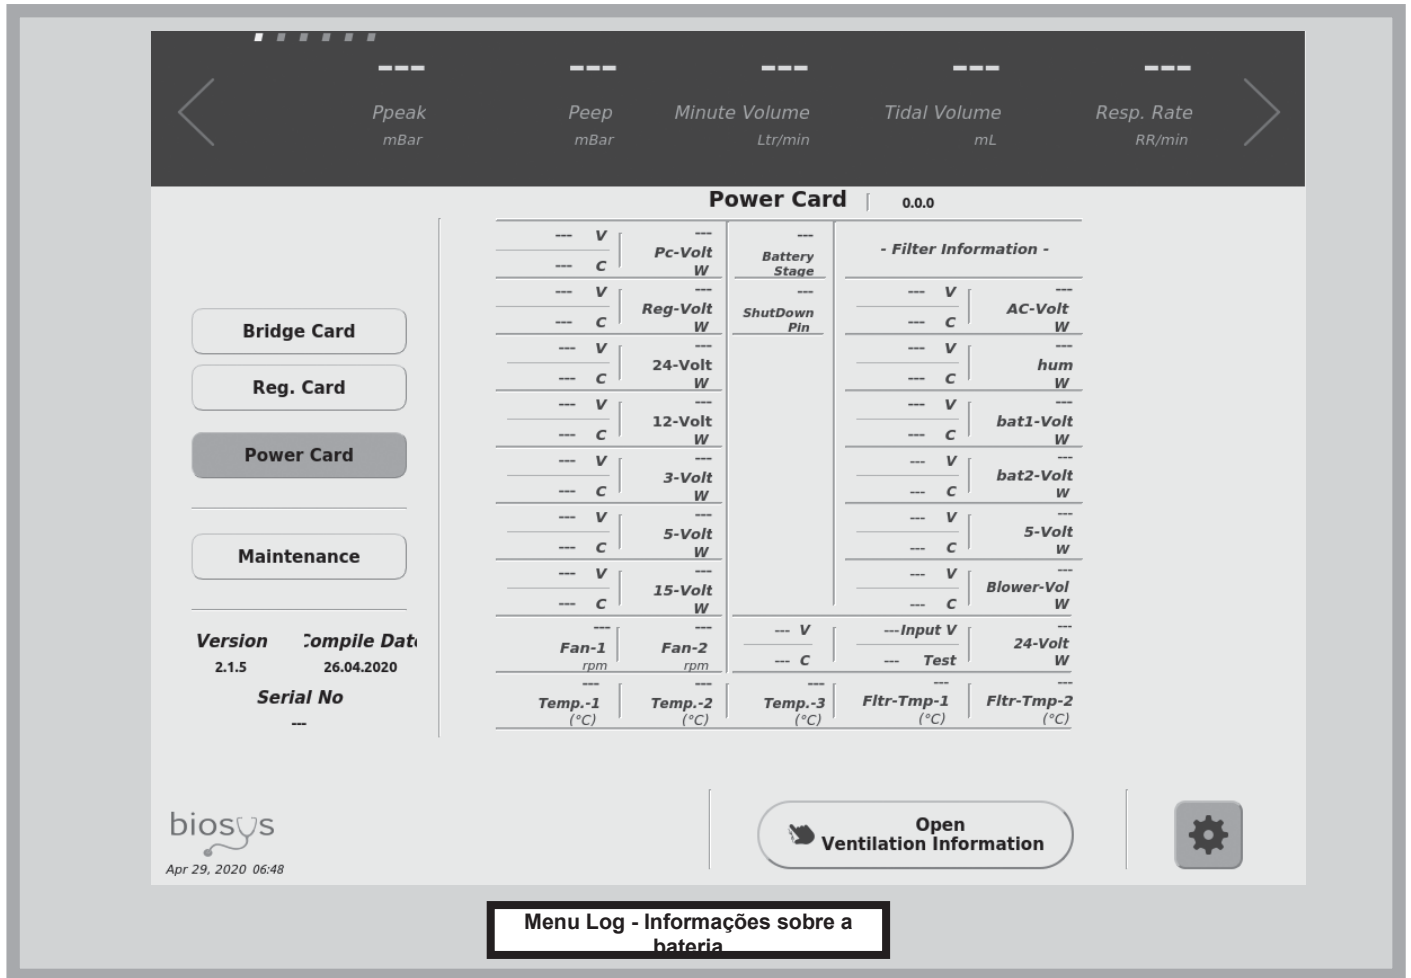 --- --- --- --- ---
Ppeak Peep Minute Volume Tidal Volume Resp. Rate
mBar mBar Ltr/min mL RR/min
Power Card 0.0.0
Bridge Card
Reg. Card
Power Card
Maintenance
Version Compile Date
2.1.5 26.04.2020
Serial No
---
--- V --- --- - Filter Information -
Pc-Volt Battery
--- C W Stage
--- V --- --- --- V ---
Reg-Volt ShutDown AC-Volt
--- C W Pin --- C W
--- V --- --- V ---
24-Volt hum
--- C W --- C W
--- V --- --- V ---
12-Volt bat1-Volt
--- C W --- C W
--- V --- --- V ---
3-Volt bat2-Volt
--- C W --- C W
--- V --- --- V ---
5-Volt 5-Volt
--- C W --- C W
--- V --- --- V ---
15-Volt Blower-Vol
--- C W --- C W
--- --- --- V ---Input V ---
Fan-1 Fan-2 24-Volt
rpm rpm --- C --- Test W
--- --- --- --- ---
Temp.-1 Temp.-2 Temp.-3 Fltr-Tmp-1 Fltr-Tmp-2
(°C) (°C) (°C) (°C) (°C)
biosys
Apr 29, 2020 06:48
Open
Ventilation Information
Menu Log - Informações sobre a
bateria